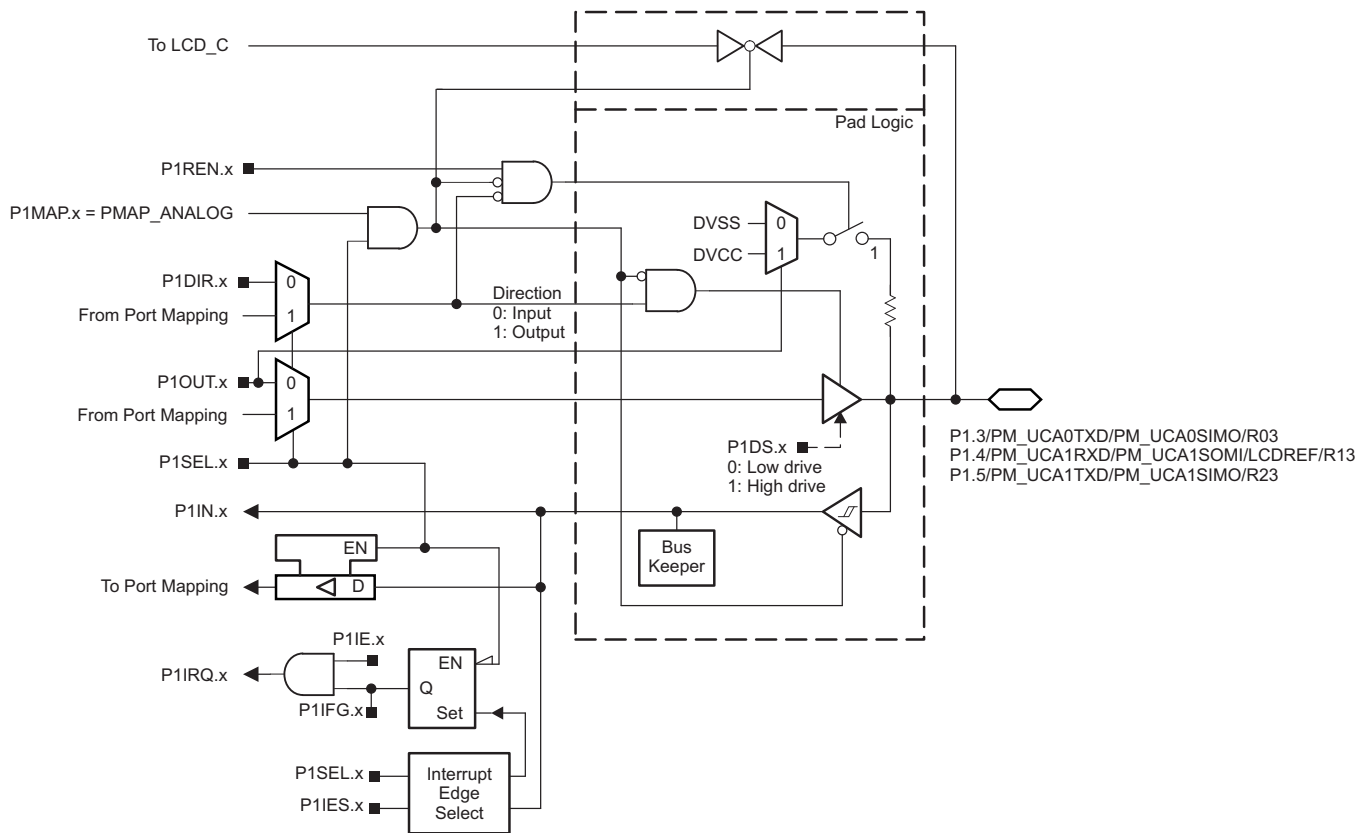 To LCD_C
Pad Logic
P1REN.x
P1MAP.x = PMAP_ANALOG
DVSS
0
DVCC
1
1
P1DIR.x
0
From Port Mapping
1
Direction
0: Input
1: Output
P1OUT.x
0
From Port Mapping
1
P1SEL.x
P1DS.x
0: Low drive
1: High drive
P1.3/PM_UCA0TXD/PM_UCA0SIMO/R03
P1.4/PM_UCA1RXD/PM_UCA1SOMI/LCDREF/R13
P1.5/PM_UCA1TXD/PM_UCA1SIMO/R23
P1IN.x
Bus
Keeper
EN
To Port Mapping
D
P1IE.x
P1IRQ.x
EN
Q
P1IFG.x
Set
P1SEL.x
P1IES.x
Interrupt
Edge
Select